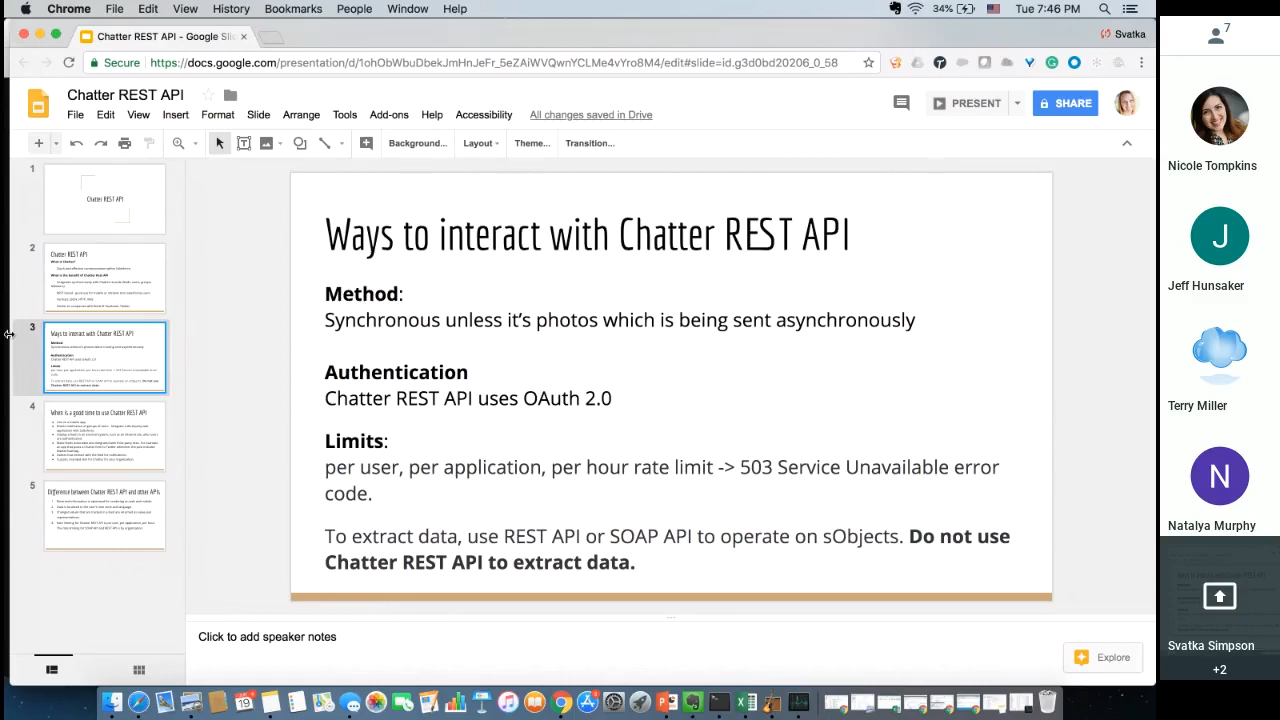 Chrome File Edit View History Bookmarks People Window Help 34% Tue 7:46 PM
Chatter REST API - Google Slid Svatka
Secure https://docs.google.com/presentation/d/1ohObWbuDbekJmHnJeFr_5eZAiWVQwnYCLMe4vYro8M4/edit#slide=id.g3d0bd20206_0_58
Chatter REST API
File Edit View Insert Format Slide Arrange Tools Add-ons Help Accessibility All changes saved in Drive
PRESENT SHARE
Background... Layout Theme... Transition...
1
Chatter REST API
2
Chatter REST API
3
Ways to interact with Chatter REST API
4
When is a good time to use Chatter REST API
5
Difference between Chatter REST API and other APIs
Ways to interact with Chatter REST API
Method:
Synchronous unless it's photos which is being sent asynchronously
Authentication
Chatter REST API uses OAuth 2.0
Limits:
per user, per application, per hour rate limit -> 503 Service Unavailable error
code.
To extract data, use REST API or SOAP API to operate on sObjects. Do not use
Chatter REST API to extract data.
Click to add speaker notes
Explore
7
Nicole Tompkins
J
Jeff Hunsaker
Terry Miller
N
Natalya Murphy
Svatka Simpson
+2